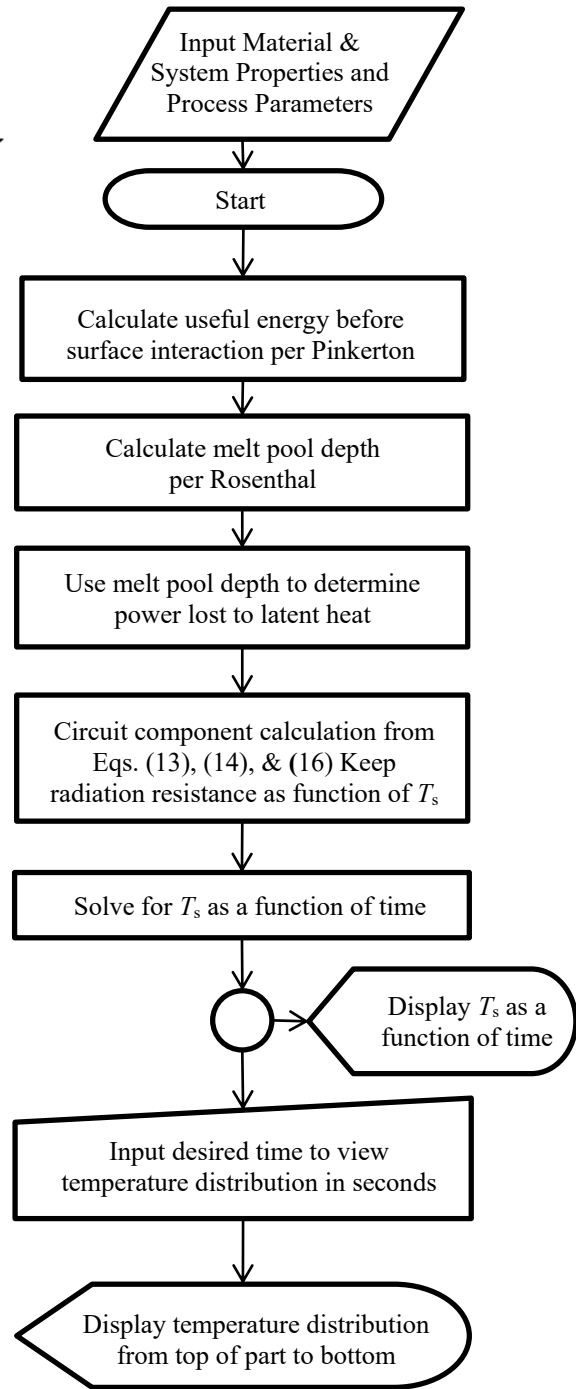 Input Material &
System Properties and
Process Parameters
Start
Calculate useful energy before
surface interaction per Pinkerton
Calculate melt pool depth
per Rosenthal
Use melt pool depth to determine
power lost to latent heat
Circuit component calculation from
Eqs. (13), (14), & (16) Keep
radiation resistance as function of Ts
Solve for Ts as a function of time
Display Ts as a
function of time
Input desired time to view
temperature distribution in seconds
Display temperature distribution
from top of part to bottom